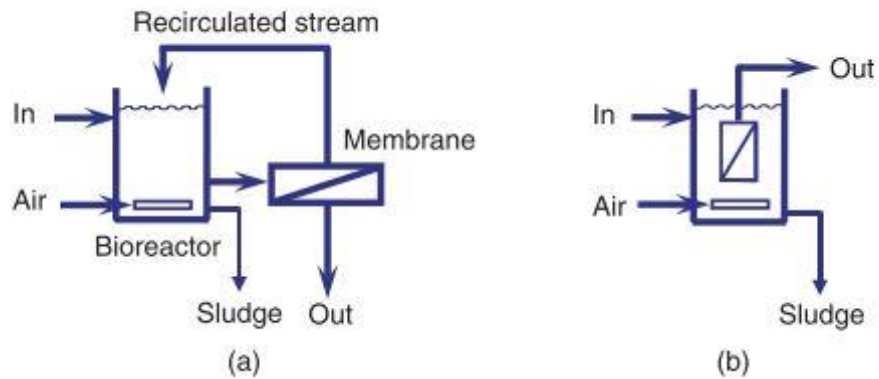 Recirculated stream
In
Membrane
Air
Bioreactor
Sludge
Out
(a)
Out
In
Air
Sludge
(b)